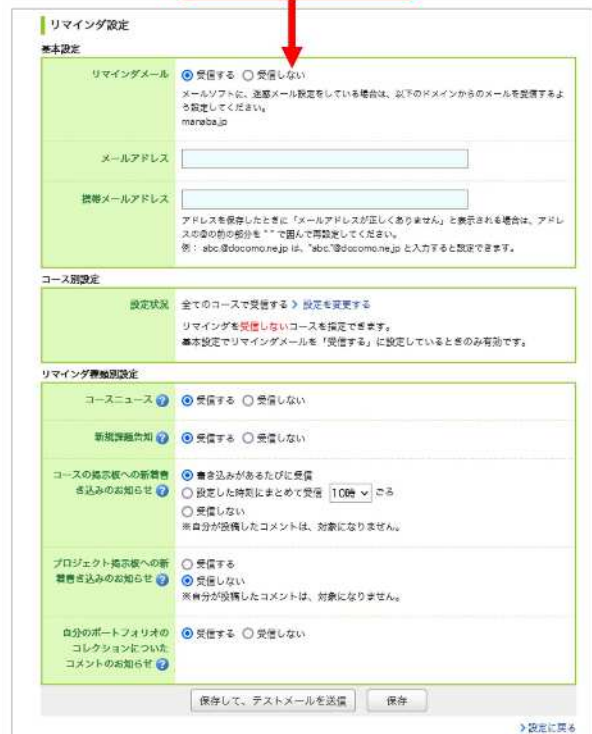 リマインダ設定
基本設定
リマインダメール
受信する 受信しない
メールソフトに、迷惑メール設定をしている場合は、以下のドメインからのメールを受信するよ
う設定してください。
manaba.jp
メールアドレス
携帯メールアドレス
アドレスを保存したときに「メールアドレスが正しくありません」と表示される場合は、アドレ
スの@の前の部分を " " で囲んで再設定してください。
例： abc.@docomo.ne.jp は、"abc."@docomo.ne.jp と入力すると設定できます。
コース別設定
設定状況
全てのコースで受信する 設定を変更する
リマインダを受信しないコースを指定できます。
基本設定でリマインダメールを「受信する」に設定しているときのみ有効です。
リマインダ種類別設定
コースニュース ?
受信する 受信しない
新規課題告知 ?
受信する 受信しない
コースの掲示板への新着書
き込みのお知らせ ?
書き込みがあるたびに受信
設定した時刻にまとめて受信 10時 ごろ
受信しない
※自分が投稿したコメントは、対象になりません。
プロジェクト掲示板への新
着書き込みのお知らせ ?
受信する
受信しない
※自分が投稿したコメントは、対象になりません。
自分のポートフォリオの
コレクションについた
コメントのお知らせ ?
受信する 受信しない
保存して、テストメールを送信 保存
設定に戻る